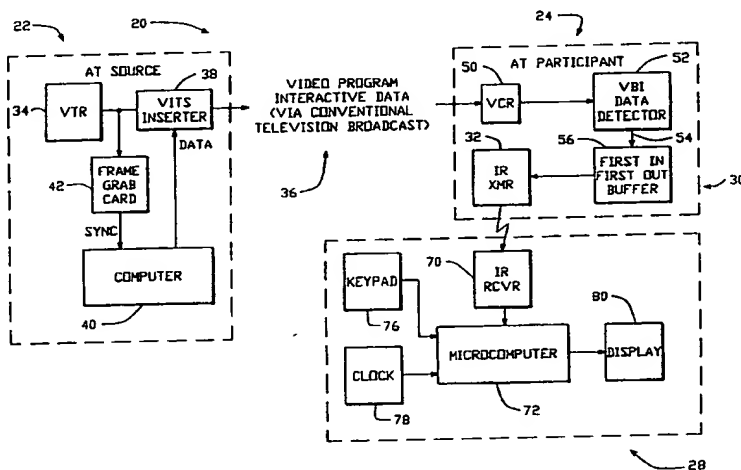 22
20
24
AT SOURCE
38
34
VTR
VITS
INSERTER
DATA
42
FRAME
GRAB
CARD
SYNC
COMPUTER
40
VIDEO PROGRAM
INTERACTIVE DATA
(VIA CONVENTIONAL
TELEVISION BROADCAST)
36
AT PARTICIPANT
50
VCR
52
VBI
DATA
DETECTOR
54
56
FIRST IN
FIRST OUT
BUFFER
32
IR
XMR
30
70
IR
RCVR
KEYPAD
76
CLOCK
78
MICROCOMPUTER
72
80
DISPLAY
28